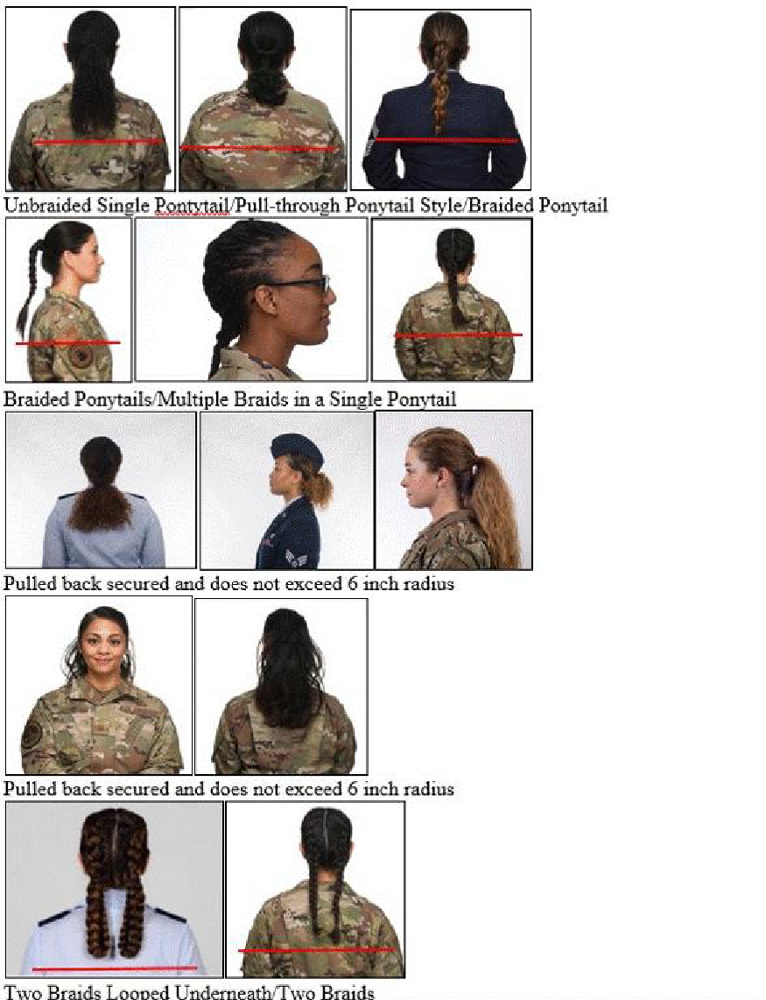 Unbraided Single Pontytail/Pull-through Ponytail Style/Braided Ponytail
Braided Ponytails/Multiple Braids in a Single Ponytail
Pulled back secured and does not exceed 6 inch radius
Pulled back secured and does not exceed 6 inch radius
Two Braids Looped Underneath/Two Braids